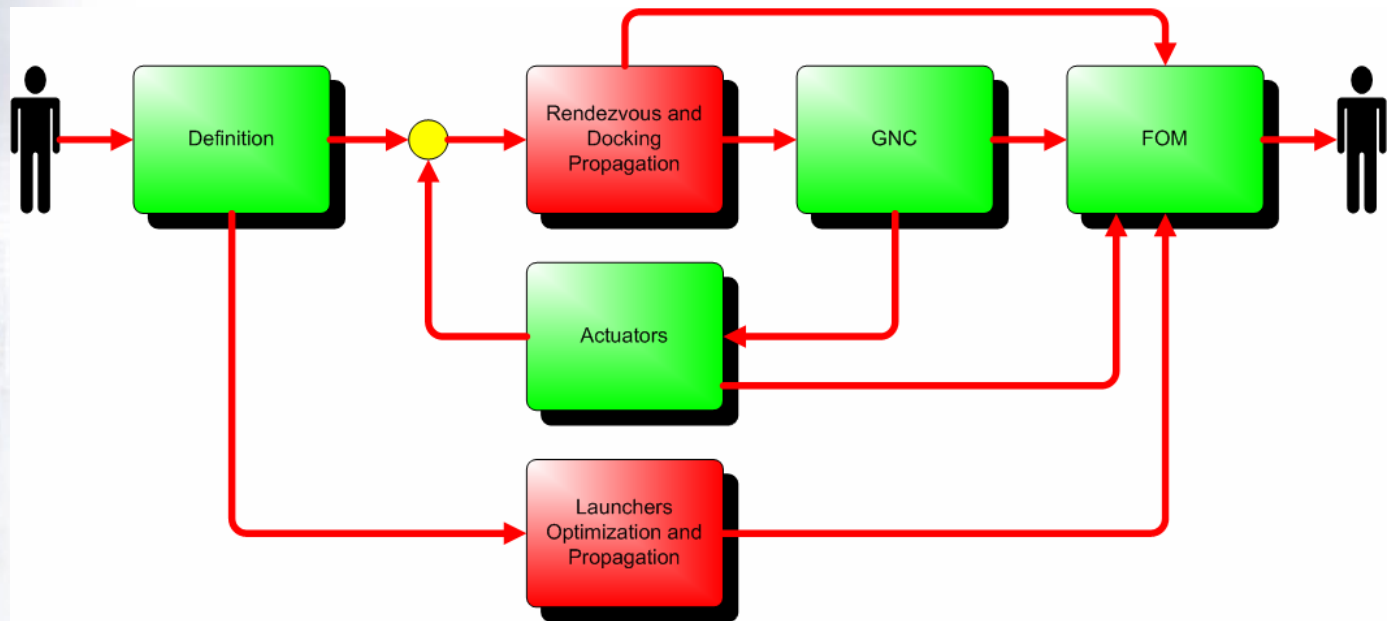 Definition
Rendezvous and
Docking
Propagation
GNC
FOM
Actuators
Launchers
Optimization and
Propagation